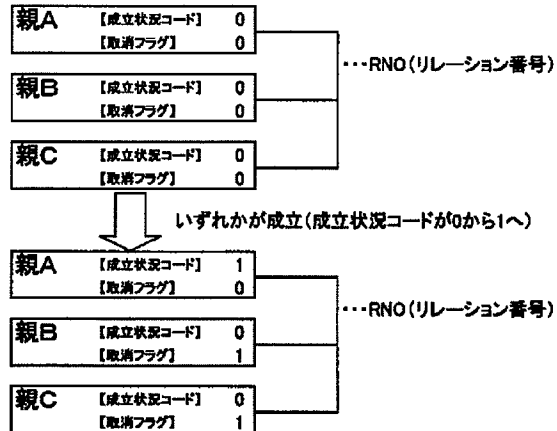 親A 【成立状況コード】 0
【取消フラグ】 0
・・・RNO(リレーション番号)
親B 【成立状況コード】 0
【取消フラグ】 0
親C 【成立状況コード】 0
【取消フラグ】 0
いずれかが成立(成立状況コードが0から1へ)
親A 【成立状況コード】 1
【取消フラグ】 0
・・・RNO(リレーション番号)
親B 【成立状況コード】 0
【取消フラグ】 1
親C 【成立状況コード】 0
【取消フラグ】 1